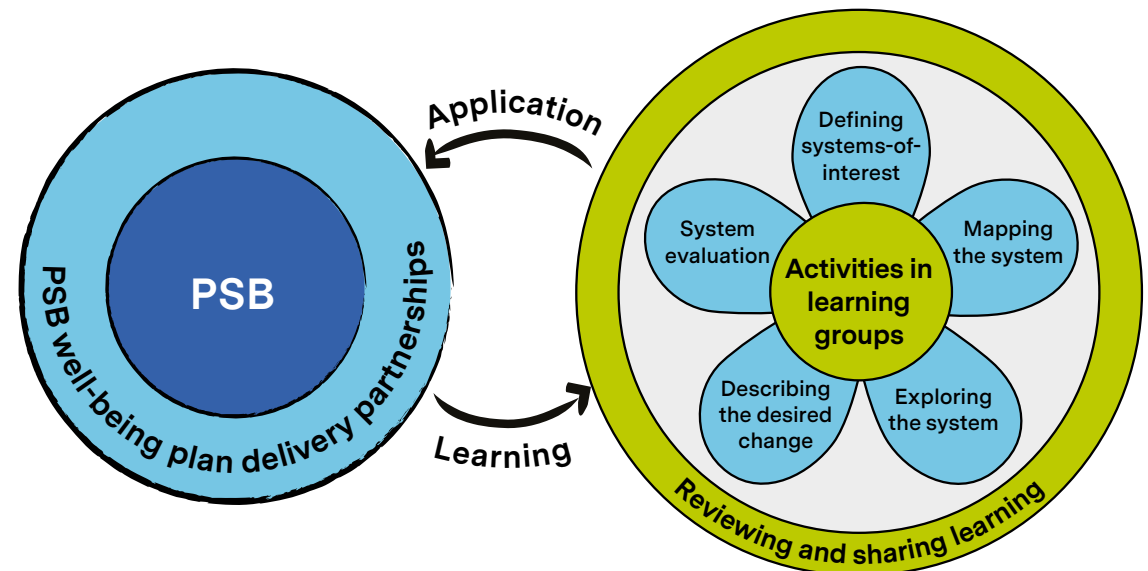 PSB
PSB well-being plan delivery partnerships
Application
Learning
Defining
systems-of-
interest
Mapping
the system
Exploring
the system
Describing
the desired
change
System
evaluation
Activities in
learning
groups
Reviewing and sharing learning